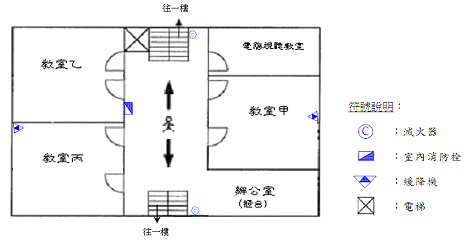 往一樓
教室乙
電腦視聽教室
教室甲
教室丙
辦公室
往一樓
符號說明：
Ⓒ：滅火器
：室內消防栓
：緩降機
：電梯